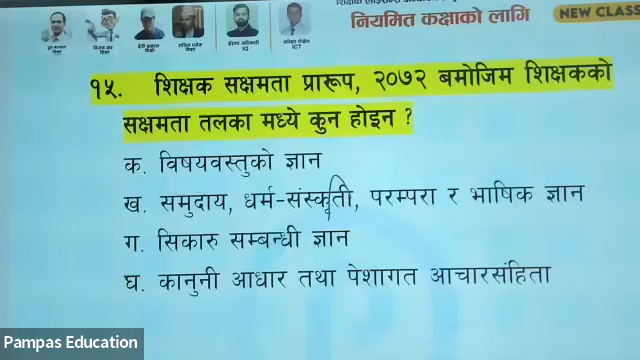 नियमित कक्षाको लागि
NEW CLASS
ICT
१५. शिक्षक सक्षमता प्रारूप, २०७२ बमोजिम शिक्षकको
सक्षमता तलका मध्ये कुन होइन ?
क. विषयवस्तुको ज्ञान
ख. समुदाय, धर्म-संस्कृती, परम्परा र भाषिक ज्ञान
ग. सिकारु सम्बन्धी ज्ञान
घ. कानुनी आधार तथा पेशागत आचारसंहिता
Pampas Education